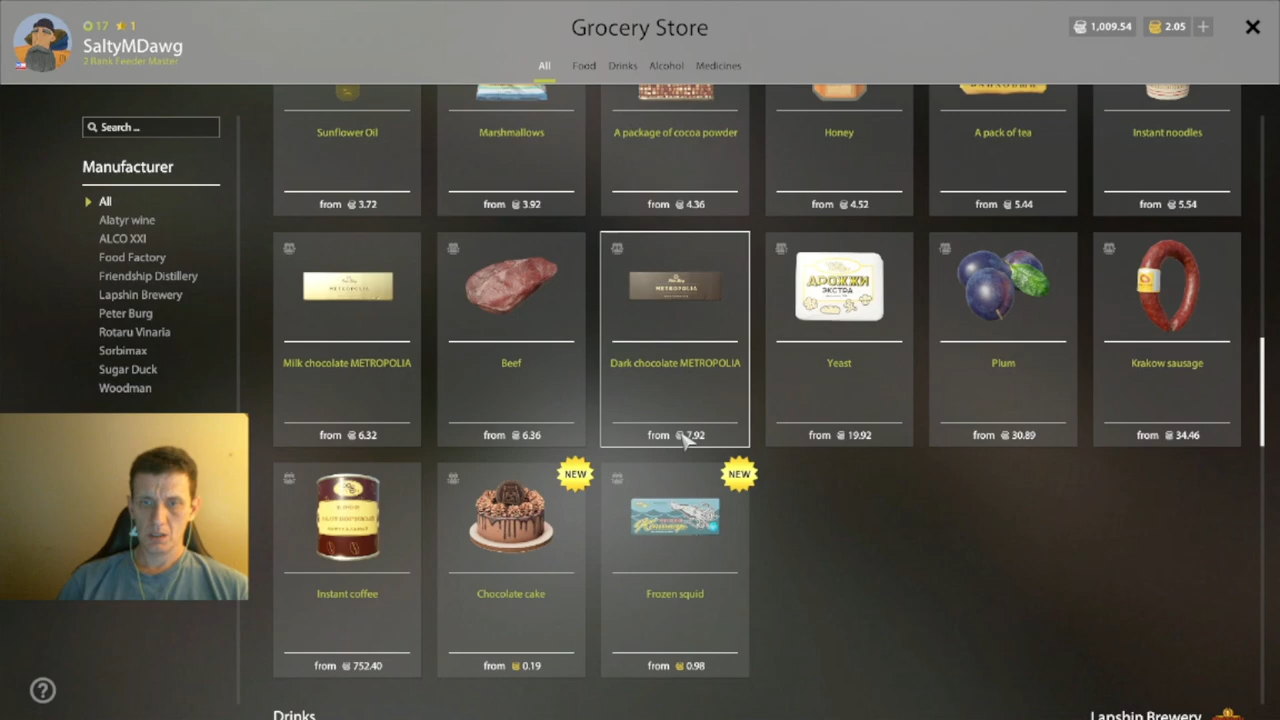 17 1
SaltyMDawg
2 Rank Feeder Master
Grocery Store
1,009.54 2.05 +
All Food Drinks Alcohol Medicines
Search ...
Manufacturer
All
Alatyr wine
ALCO XXI
Food Factory
Friendship Distillery
Lapshin Brewery
Peter Burg
Rotaru Vinaria
Sorbimax
Sugar Duck
Woodman
Sunflower Oil
from 3.72
Marshmallows
from 3.92
A package of cocoa powder
from 4.36
Honey
from 4.52
A pack of tea
from 5.44
Instant noodles
from 5.54
METROPOLIA
Milk chocolate METROPOLIA
from 6.32
Beef
from 6.36
METROPOLIA
Dark chocolate METROPOLIA
from 7.92
ДРОЖЖИ
ЭКСТРА
Yeast
from 19.92
Plum
from 30.89
Krakow sausage
from 34.46
Instant coffee
from 752.40
NEW
Chocolate cake
from 0.19
NEW
Frozen squid
from 0.98
?
Drinks
Lapshin Brewery